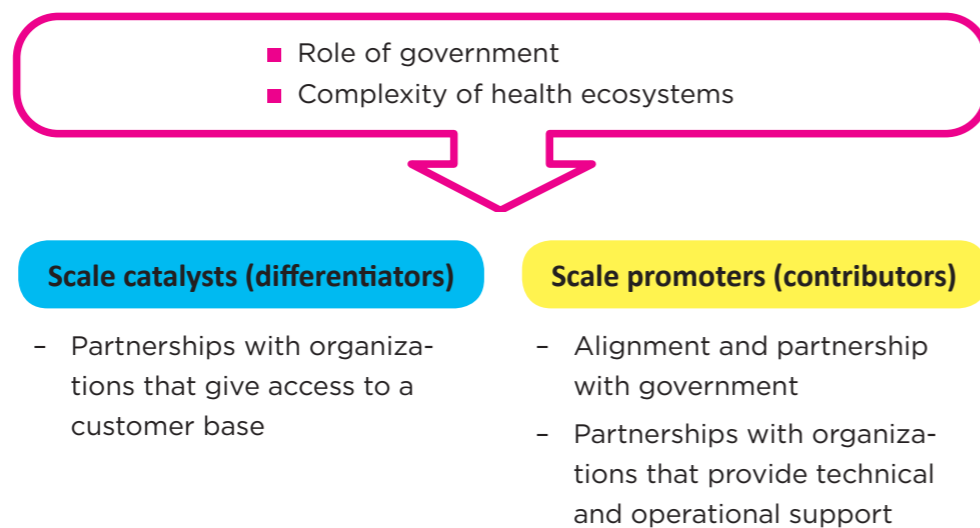 ■ Role of government
■ Complexity of health ecosystems
Scale catalysts (differentiators)
– Partnerships with organiza-
tions that give access to a
customer base
Scale promoters (contributors)
– Alignment and partnership
with government
– Partnerships with organiza-
tions that provide technical
and operational support